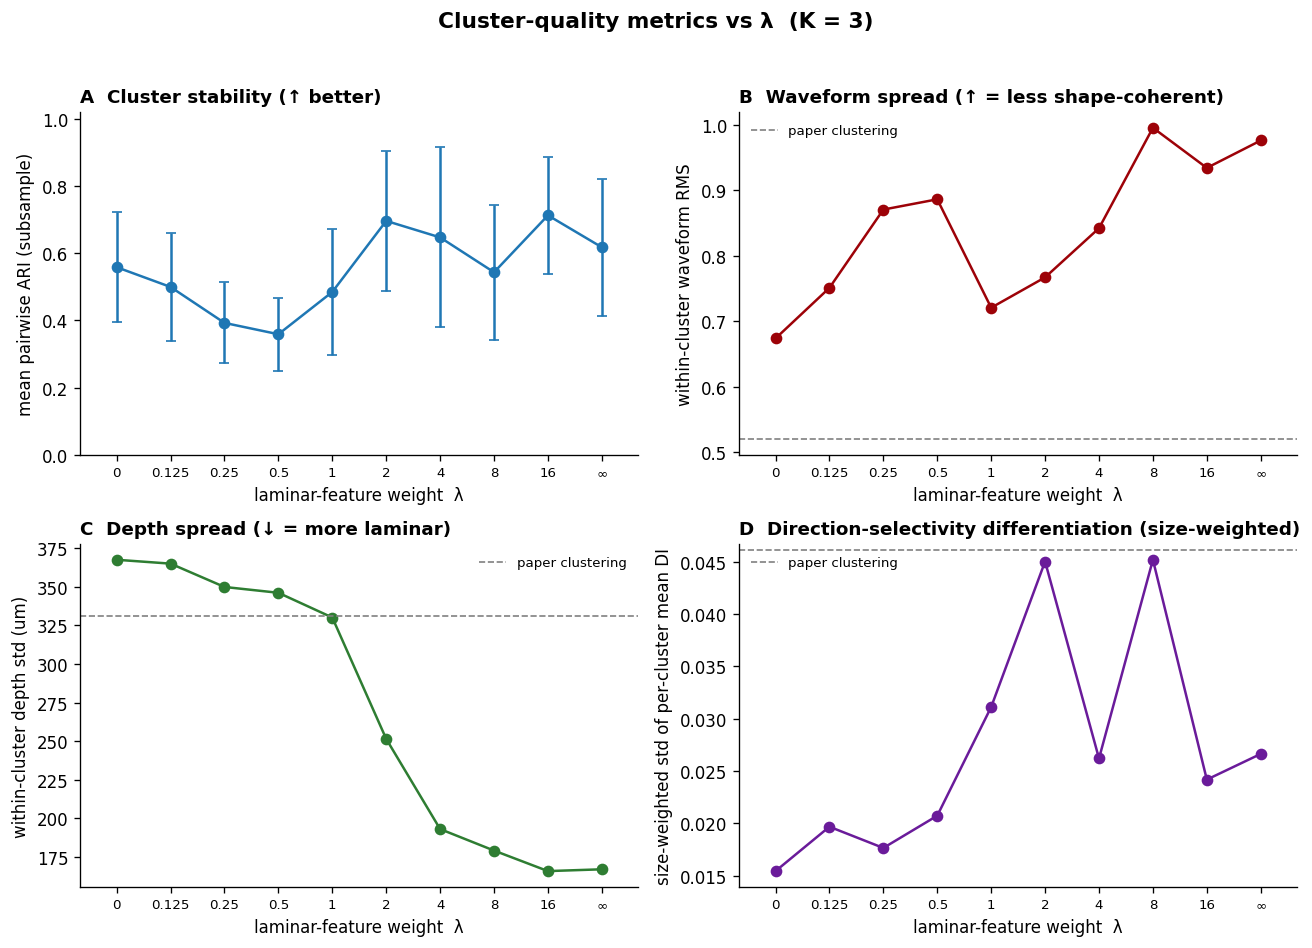 Cluster-quality metrics vs λ (K = 3)
A Cluster stability (↑ better)
mean pairwise ARI (subsample)
1.0
0.8
0.6
0.4
0.2
0.0
0 0.125 0.25 0.5 1 2 4 8 16 ∞
laminar-feature weight λ
B Waveform spread (↑ = less shape-coherent)
paper clustering
within-cluster waveform RMS
1.0
0.9
0.8
0.7
0.6
0.5
0 0.125 0.25 0.5 1 2 4 8 16 ∞
laminar-feature weight λ
C Depth spread (↓ = more laminar)
paper clustering
within-cluster depth std (um)
375
350
325
300
275
250
225
200
175
0 0.125 0.25 0.5 1 2 4 8 16 ∞
laminar-feature weight λ
D Direction-selectivity differentiation (size-weighted)
paper clustering
size-weighted std of per-cluster mean DI
0.045
0.040
0.035
0.030
0.025
0.020
0.015
0 0.125 0.25 0.5 1 2 4 8 16 ∞
laminar-feature weight λ